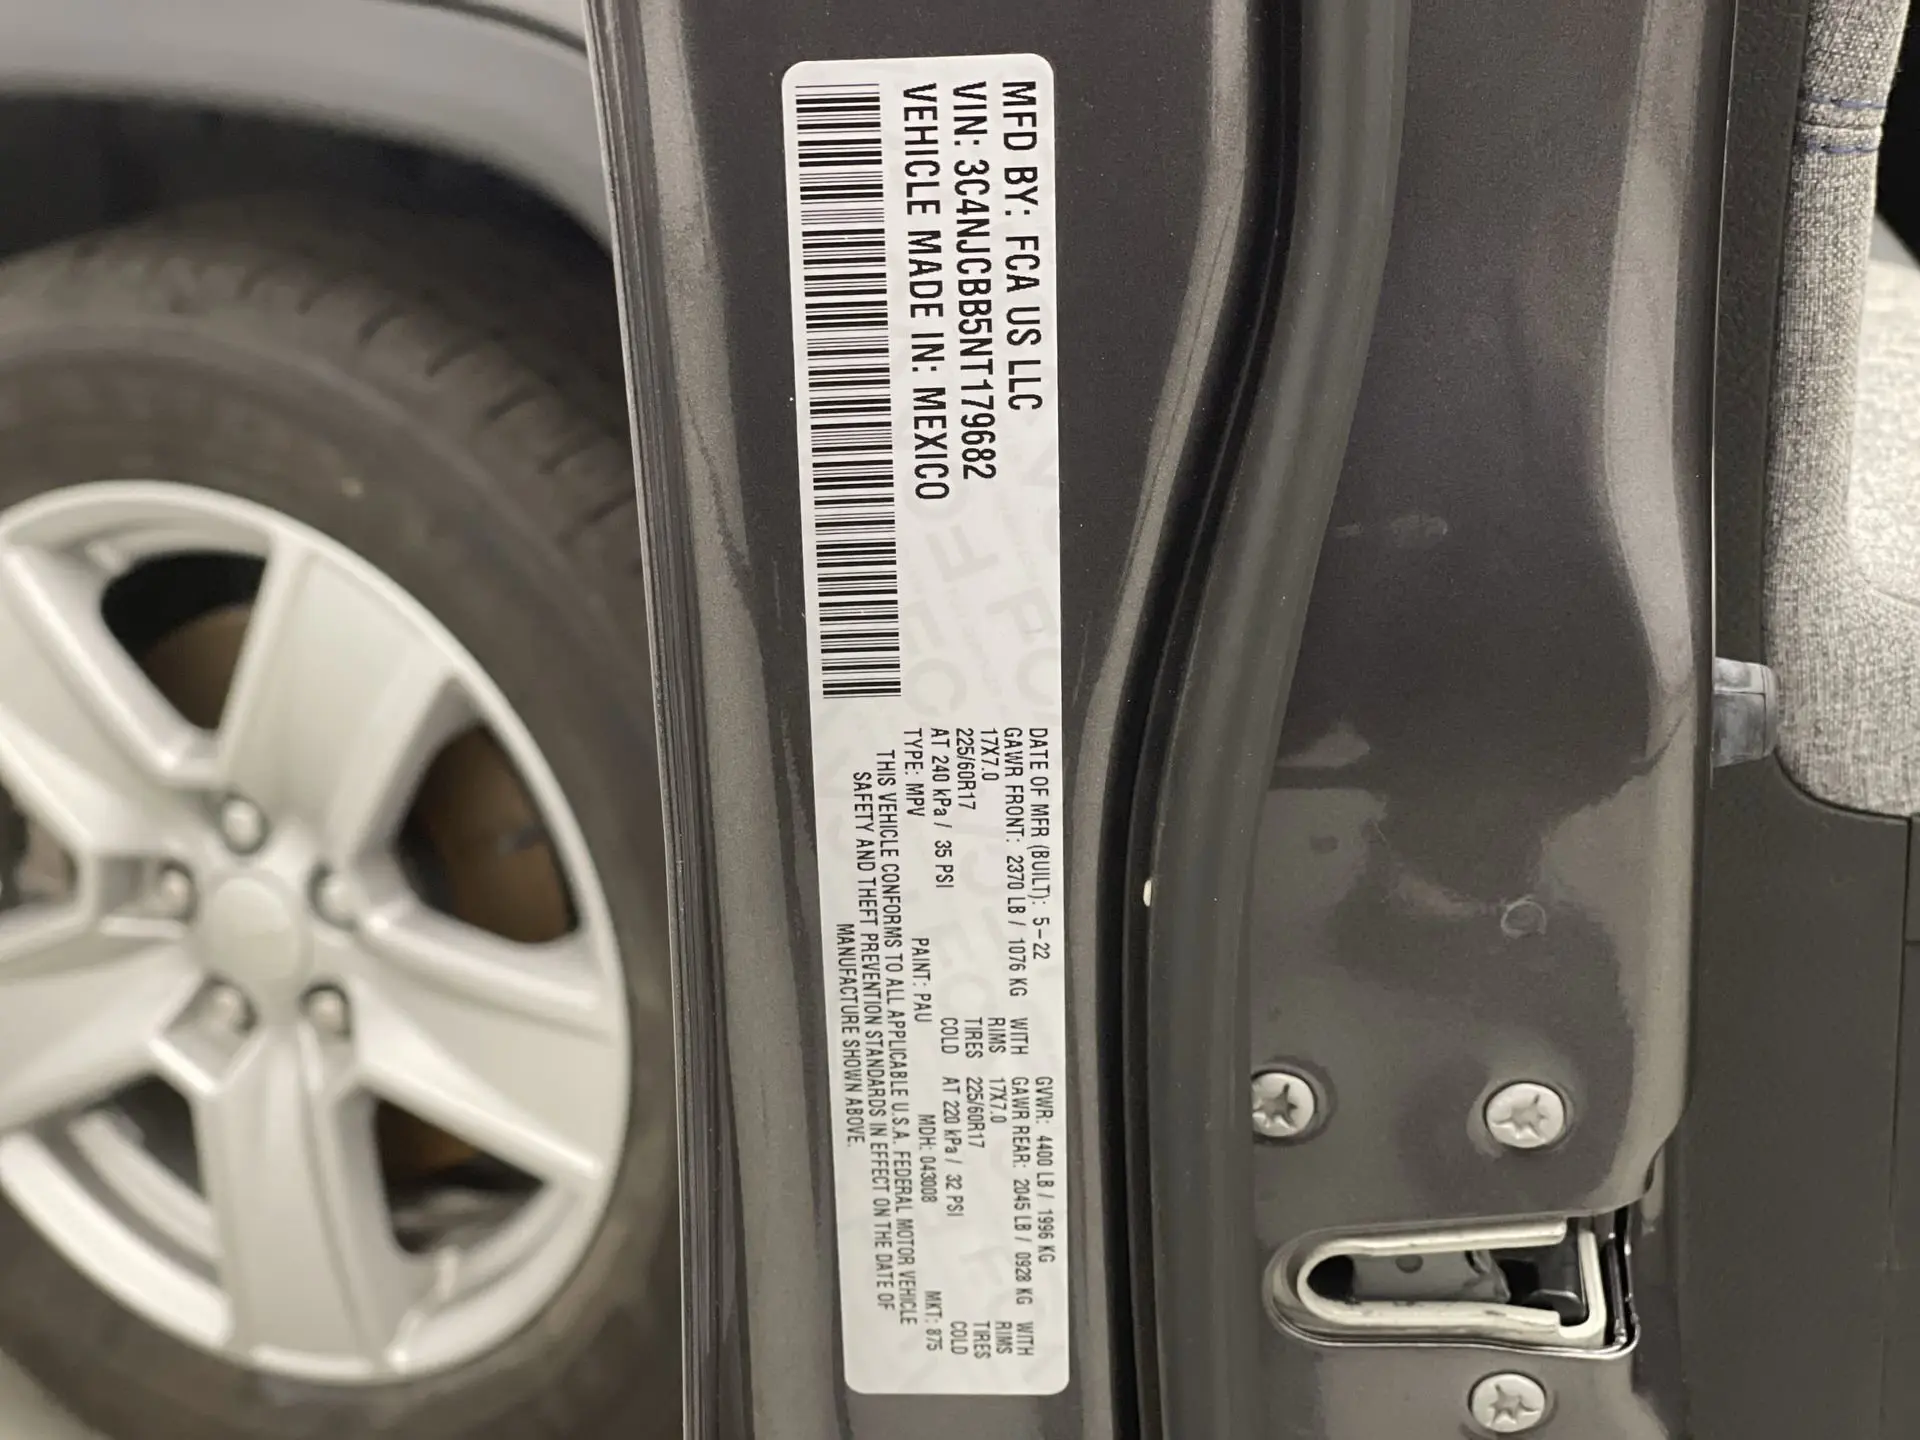 MFD BY: FCA US LLC
VIN: 3C4NJCBB5NT179682
VEHICLE MADE IN: MEXICO
DATE OF MFR (BUILT): 5-22 GVWR: 4400 LB / 1996 KG
GAWR FRONT: 2370 LB / 1076 KG WITH GAWR REAR: 2045 LB / 0928 KG WITH
17X7.0 RIMS 17X7.0 RIMS
225/60R17 TIRES 225/60R17 TIRES
AT 240 kPa / 35 PSI COLD AT 220 kPa / 32 PSI COLD
TYPE: MPV PAINT: PAU MDH: 043008 MKT: 875
THIS VEHICLE CONFORMS TO ALL APPLICABLE U.S.A. FEDERAL MOTOR VEHICLE
SAFETY AND THEFT PREVENTION STANDARDS IN EFFECT ON THE DATE OF
MANUFACTURE SHOWN ABOVE.